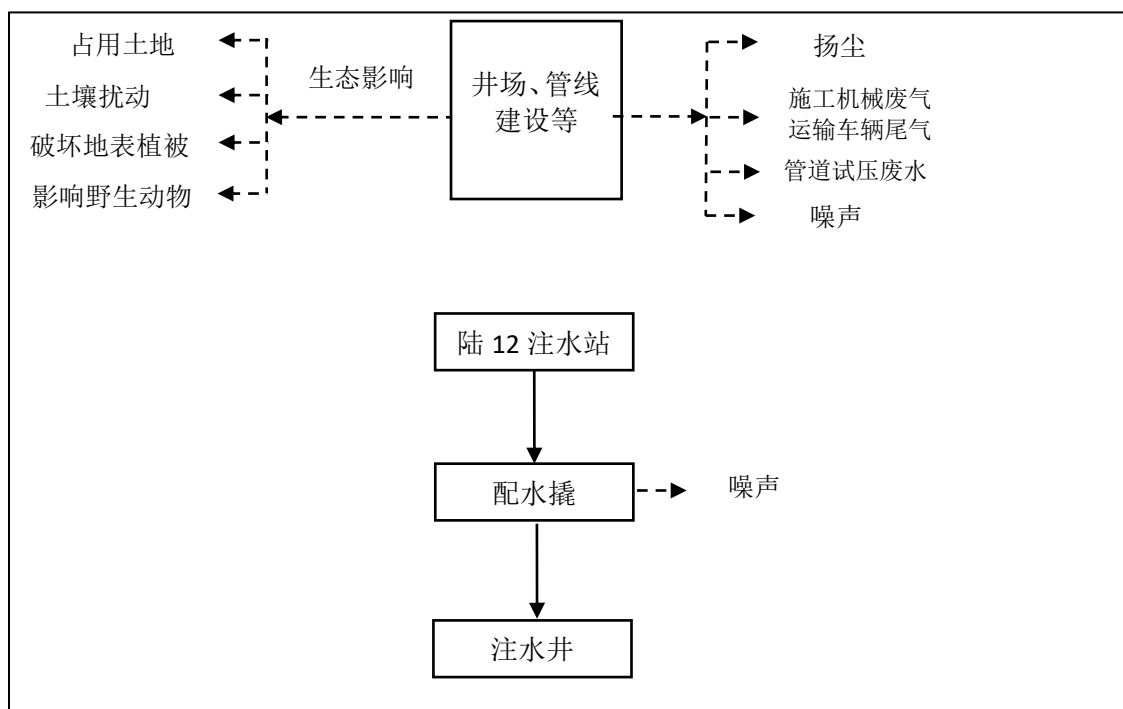 占用土地
土壤扰动
破坏地表植被
影响野生动物
生态影响
井场、管线
建设等
扬尘
施工机械废气
运输车辆尾气
管道试压废水
噪声
陆 12 注水站
配水撬
噪声
注水井